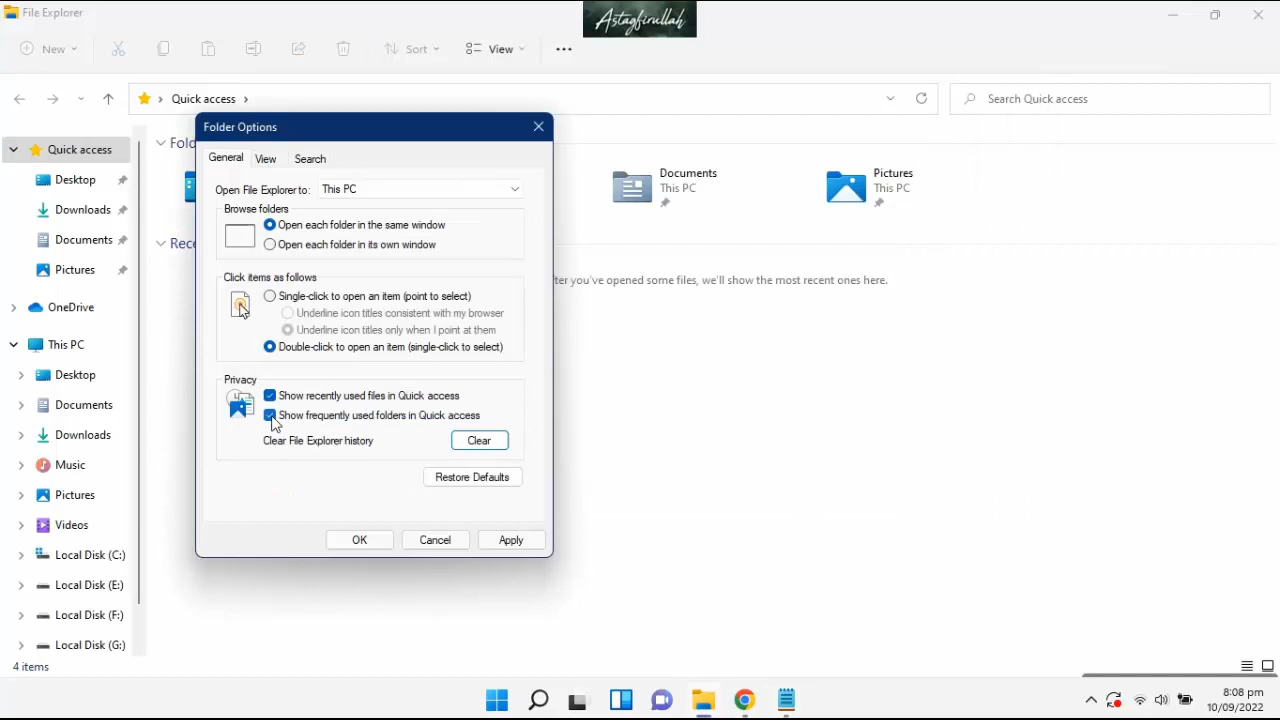 File Explorer
Astagfirullah
New
Sort
View
Quick access
Search Quick access
Quick access
Desktop
Downloads
Documents
Pictures
OneDrive
This PC
Desktop
Documents
Downloads
Music
Pictures
Videos
Local Disk (C:)
Local Disk (E:)
Local Disk (F:)
Local Disk (G:)
4 items
Documents
This PC
Pictures
This PC
you've opened some files, we'll show the most recent ones here.
Folder Options
General
View
Search
Open File Explorer to:
This PC
Browse folders
Open each folder in the same window
Open each folder in its own window
Click items as follows
Single-click to open an item (point to select)
Underline icon titles consistent with my browser
Underline icon titles only when I point at them
Double-click to open an item (single-click to select)
Privacy
Show recently used files in Quick access
Show frequently used folders in Quick access
Clear File Explorer history
Clear
Restore Defaults
OK
Cancel
Apply
8:08 pm
10/09/2022